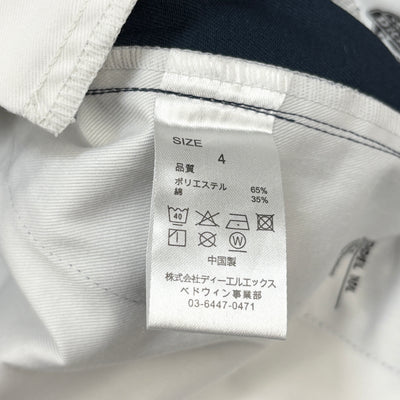 SIZE
4
品質
ポリエステル 65%
綿 35%
40
W
中国製
株式会社ディーエルエックス
ベドウィン事業部
03-6447-0471